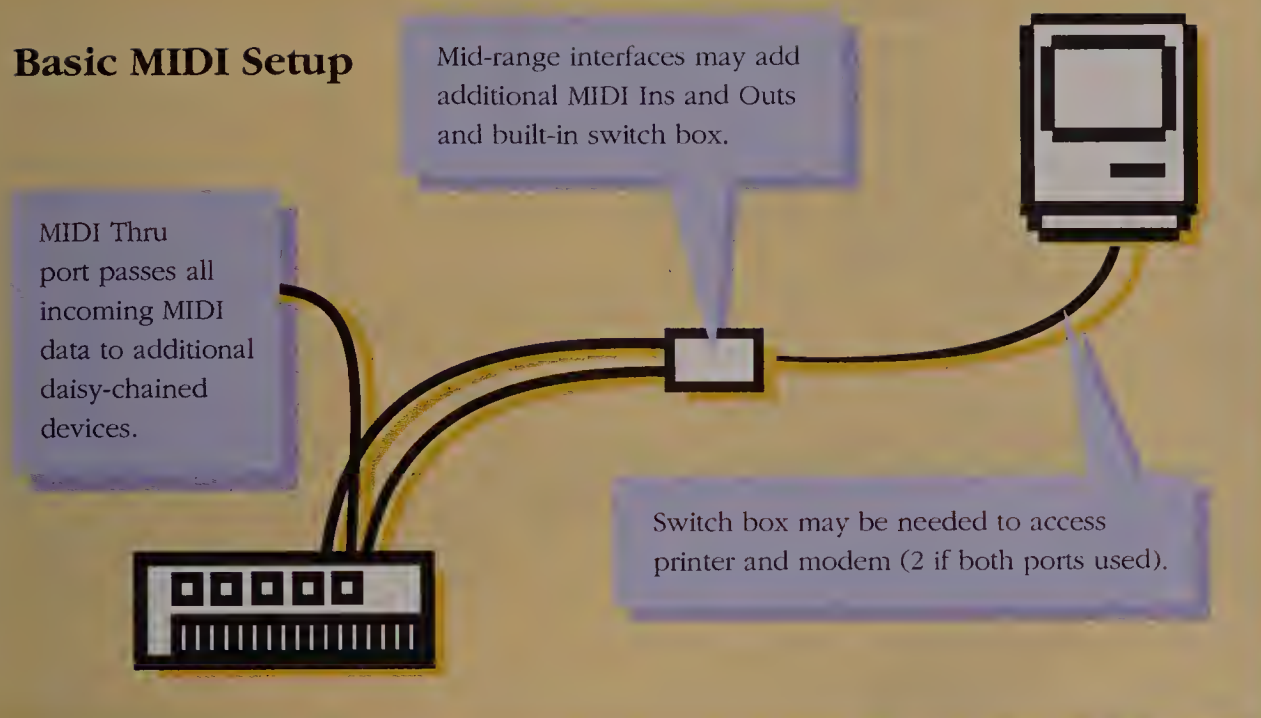 Basic MIDI Setup
Mid-range interfaces may add
additional MIDI Ins and Outs
and built-in switch box.
MIDI Thru
port passes all
incoming MIDI
data to additional
daisy-chained
devices.
Switch box may be needed to access
printer and modem (2 if both ports used).